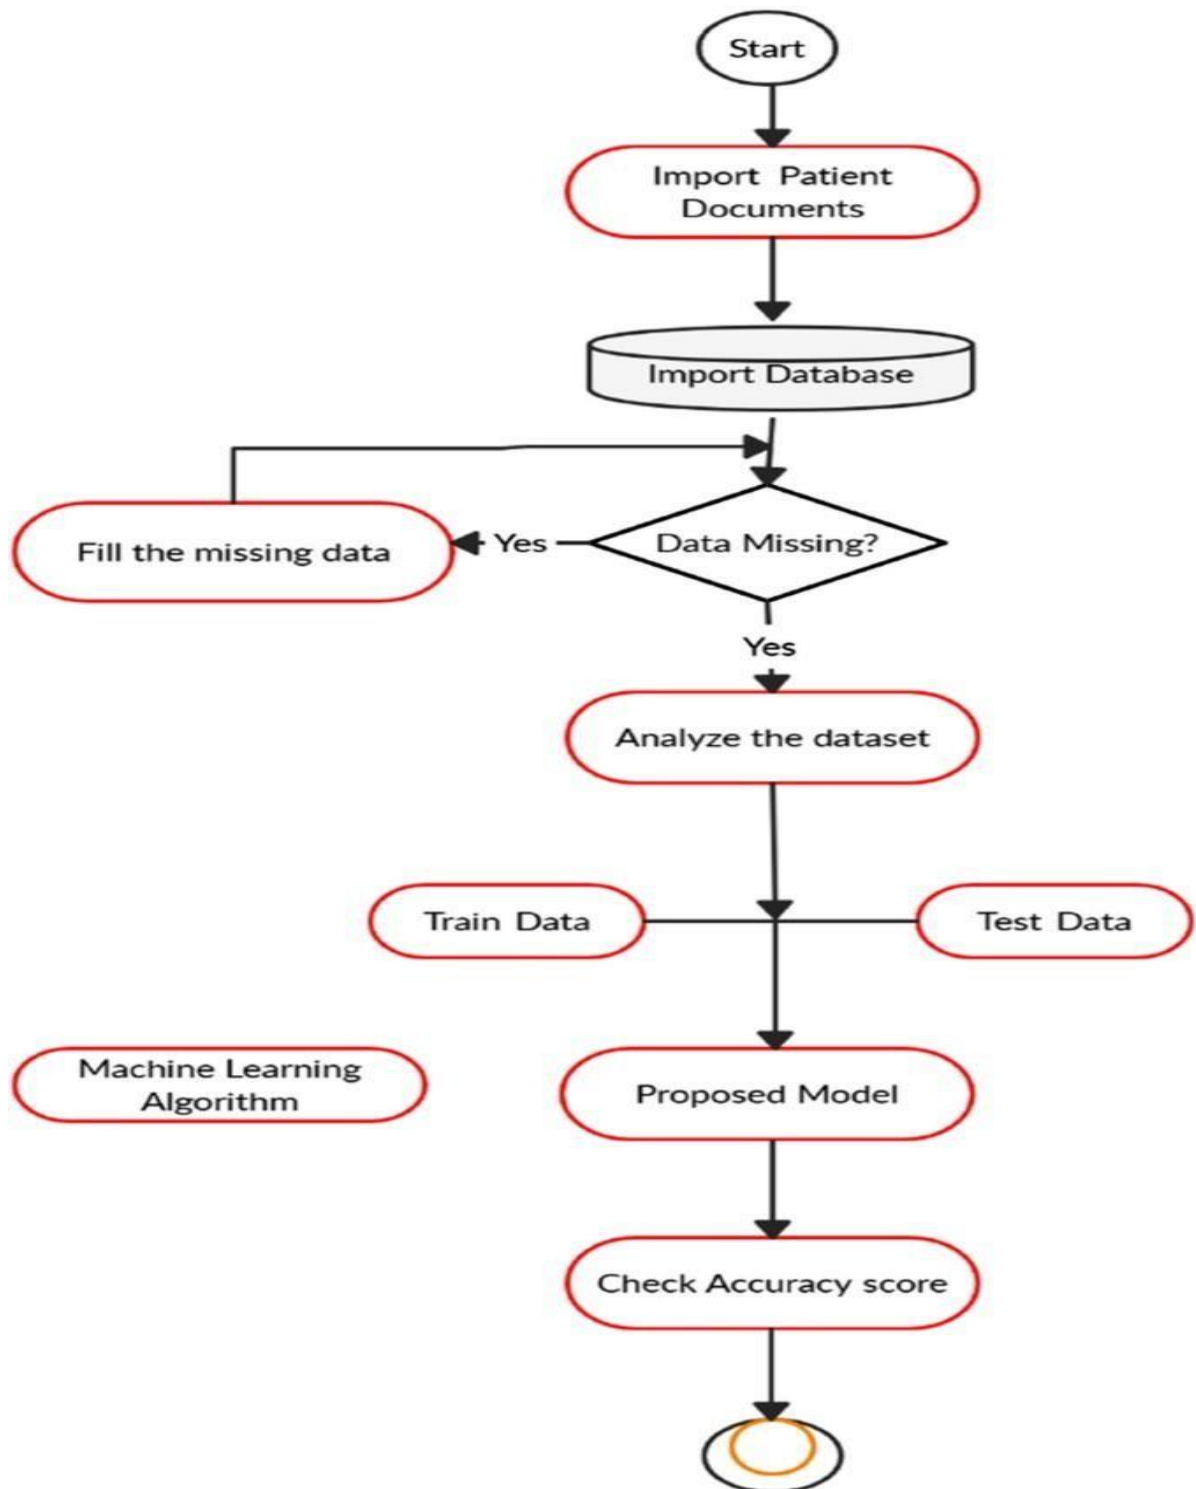 Start
Import Patient
Documents
Import Database
Fill the missing data
Yes
Data Missing?
Yes
Analyze the dataset
Train Data
Test Data
Machine Learning
Algorithm
Proposed Model
Check Accuracy score